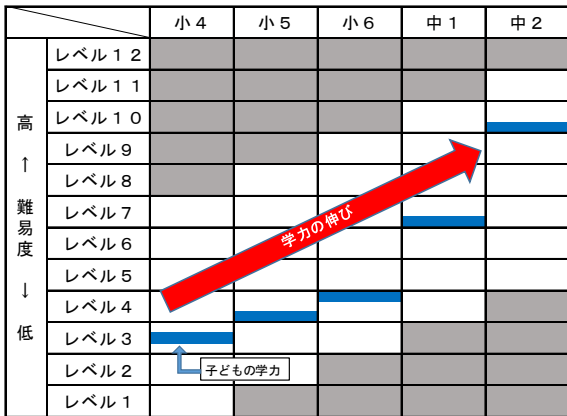 小４ 小５ 小６ 中１ 中２
レベル１２
レベル１１
レベル１０
レベル９
レベル８
レベル７
レベル６
レベル５
レベル４
レベル３
レベル２
レベル１
高 ↑ 難易度 ↓ 低
学力の伸び
子どもの学力